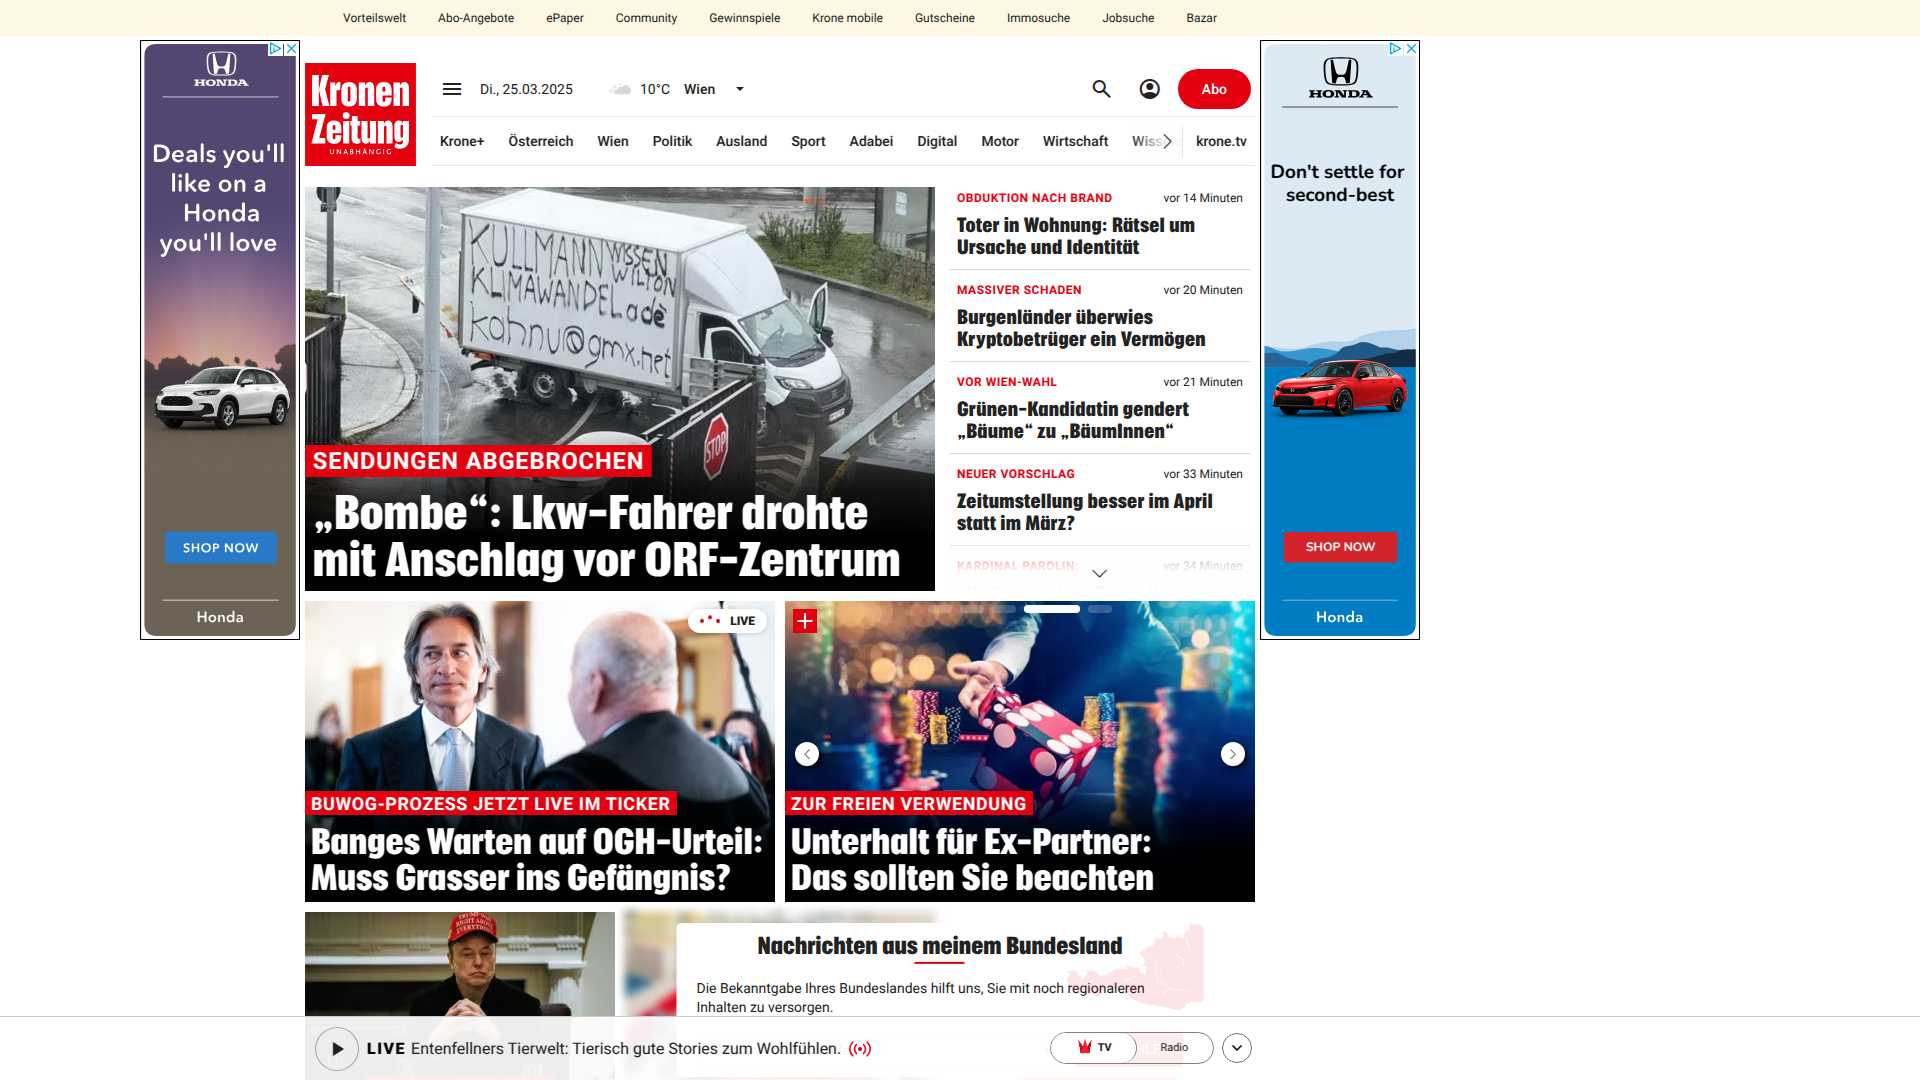 Vorteilswelt Abo-Angebote ePaper Community Gewinnspiele Krone mobile Gutscheine Immosuche Jobsuche Bazar
HONDA
Deals you'll
like on a
Honda
you'll love
SHOP NOW
Honda
Kronen
Zeitung
UNABHÄNGIG
Di., 25.03.2025 10°C Wien
Abo
Krone+ Österreich Wien Politik Ausland Sport Adabei Digital Motor Wirtschaft krone.tv
KULLMANN WISSEN
WILTON
KLIMAWANDEL ade
kahnu@gmx.net
STOP
SENDUNGEN ABGEBROCHEN
„Bombe“: Lkw-Fahrer drohte
mit Anschlag vor ORF-Zentrum
OBDUKTION NACH BRAND vor 14 Minuten
Toter in Wohnung: Rätsel um
Ursache und Identität
MASSIVER SCHADEN vor 20 Minuten
Burgenländer überwies
Kryptobetrüger ein Vermögen
VOR WIEN-WAHL vor 21 Minuten
Grünen-Kandidatin gendert
„Bäume“ zu „BäumInnen“
NEUER VORSCHLAG vor 33 Minuten
Zeitumstellung besser im April
statt im März?
KARDINAL PAROLIN: vor 34 Minuten
HONDA
Don't settle for
second-best
SHOP NOW
Honda
LIVE
BUWOG-PROZESS JETZT LIVE IM TICKER
Banges Warten auf OGH-Urteil:
Muss Grasser ins Gefängnis?
ZUR FREIEN VERWENDUNG
Unterhalt für Ex-Partner:
Das sollten Sie beachten
TRUMP WAS
RIGHT ABOUT
EVERYTHING
Nachrichten aus meinem Bundesland
Die Bekanntgabe Ihres Bundeslandes hilft uns, Sie mit noch regionaleren
Inhalten zu versorgen.
LIVE Entenfellners Tierwelt: Tierisch gute Stories zum Wohlfühlen.
TV Radio